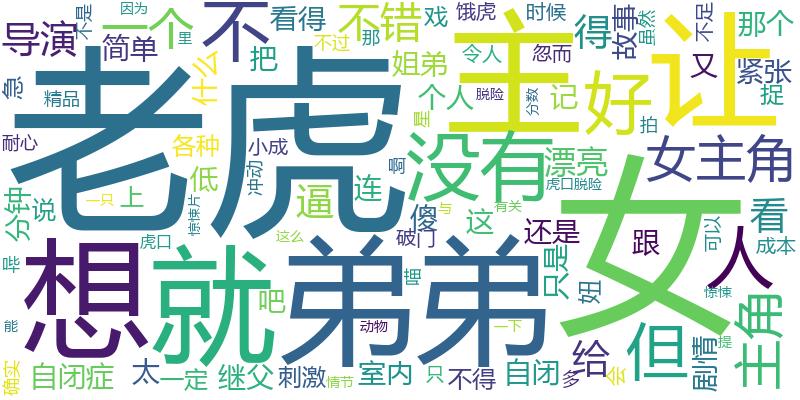 不是 因为 里 一个 不 不错 戏 饿虎 时候 得 故事 虽然 不足 那个
导演 简单 看得 不过 那 主 让
急 什么 把 姐弟 令人 忽而 又 紧张
精品 老虎 个人 脱险 分数 好 捉
耐心 各种 小成 星 记 拍
低 冲动 没有 啊 漂亮 女主角
一只 上 惊悚片 逼 连 傻 与 有关 虎口脱险 女
分钟 说 虎口 这么 破门 这 还是 跟 可以 看 成本
哔 想 就 吧 弟弟 喵 只是 妞 人 惊悚 主角
能 动物 一下 给 但 提
确实 自闭症 太 一定 继父 刺激 情节 室内 只 不得 自闭 多 会 剧情